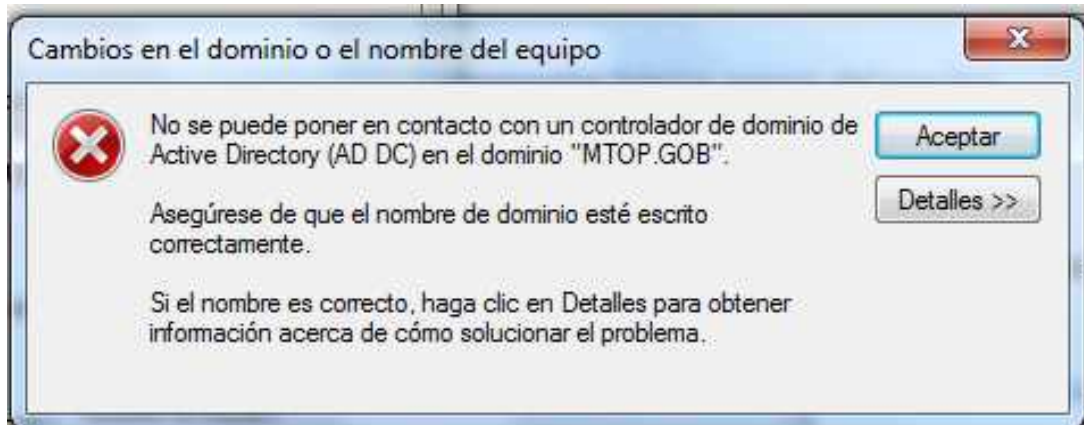 Cambios en el dominio o el nombre del equipo
No se puede poner en contacto con un controlador de dominio de
Active Directory (AD DC) en el dominio "MTOP.GOB".
Aceptar
Detalles >>
Asegúrese de que el nombre de dominio esté escrito
correctamente.
Si el nombre es correcto, haga clic en Detalles para obtener
información acerca de cómo solucionar el problema.